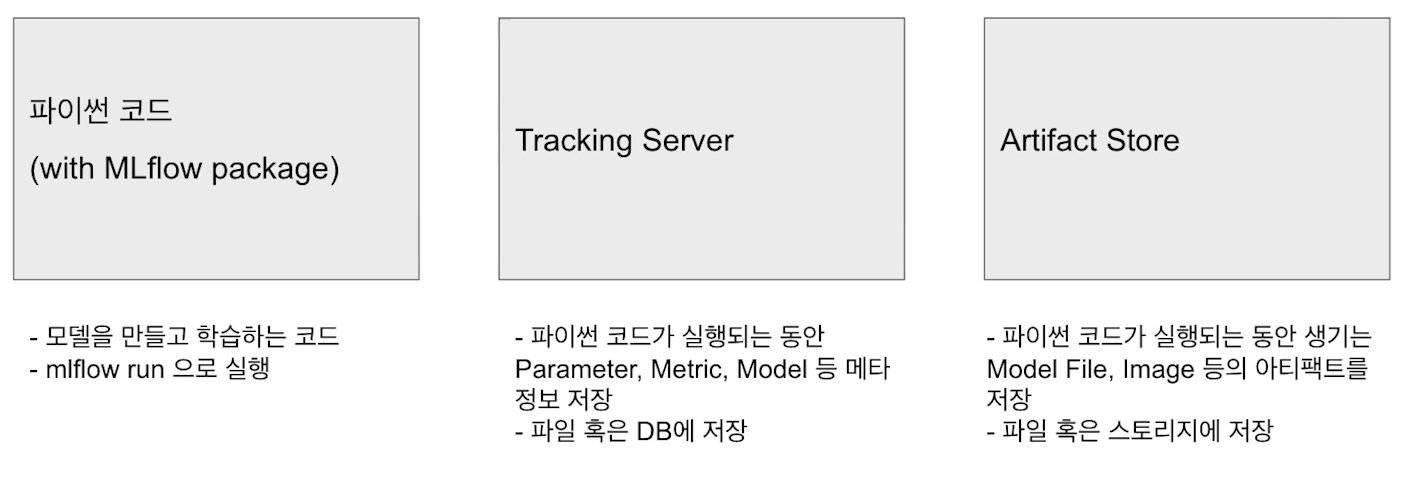 파이썬 코드
(with MLflow package)
Tracking Server
Artifact Store
- 모델을 만들고 학습하는 코드
- mlflow run 으로 실행
- 파이썬 코드가 실행되는 동안
Parameter, Metric, Model 등 메타
정보 저장
- 파일 혹은 DB에 저장
- 파이썬 코드가 실행되는 동안 생기는
Model File, Image 등의 아티팩트를
저장
- 파일 혹은 스토리지에 저장